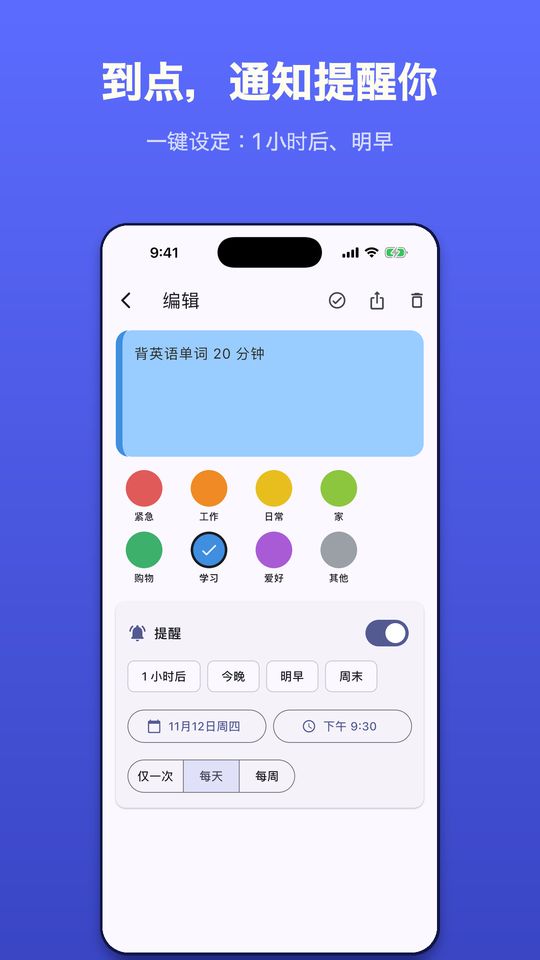 到点，通知提醒你
一键设定：1小时后、明早
9:41
编辑
背英语单词 20 分钟
紧急 工作 日常 家
购物 学习 爱好 其他
提醒
1 小时后 今晚 明早 周末
11月12日周四 下午 9:30
仅一次 每天 每周